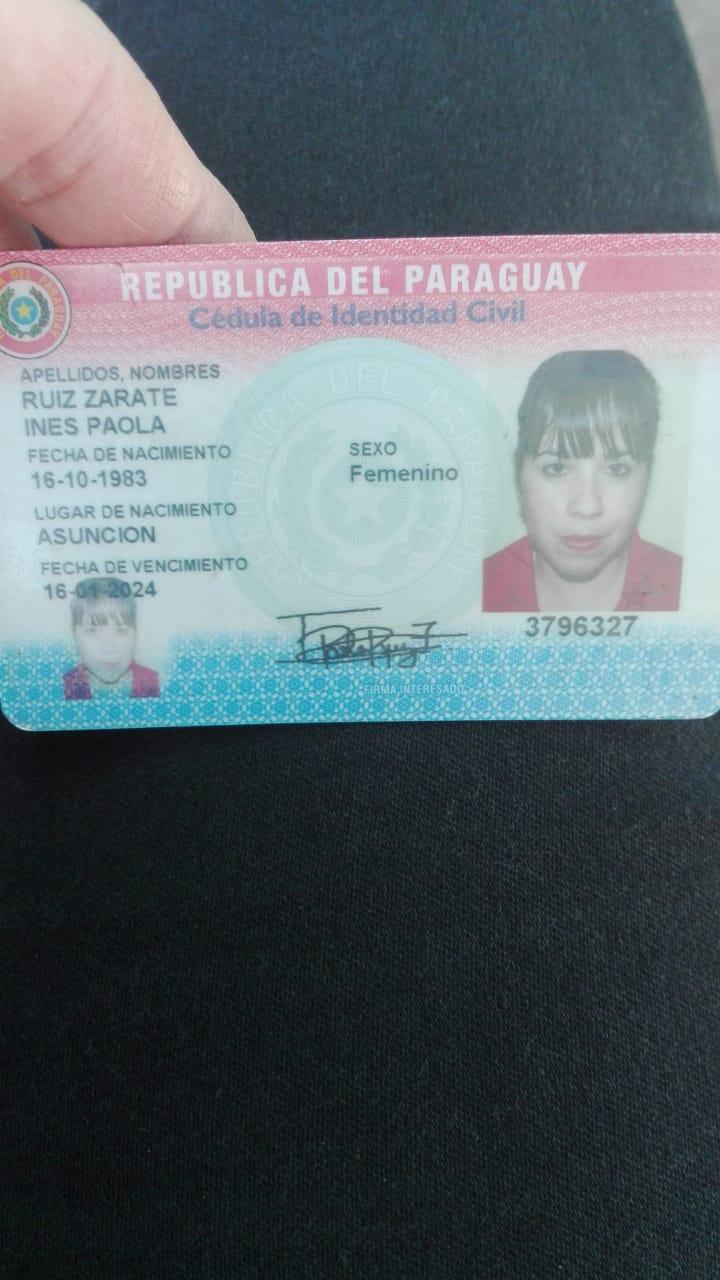 REPUBLICA DEL PARAGUAY
Cédula de Identidad Civil
APELLIDOS, NOMBRES
RUIZ ZARATE
INES PAOLA
FECHA DE NACIMIENTO
16-10-1983
SEXO
Femenino
LUGAR DE NACIMIENTO
ASUNCION
FECHA DE VENCIMIENTO
16-01-2024
3796327
FIRMA INTERESADO
REPUBLICA DEL PARAGUAY